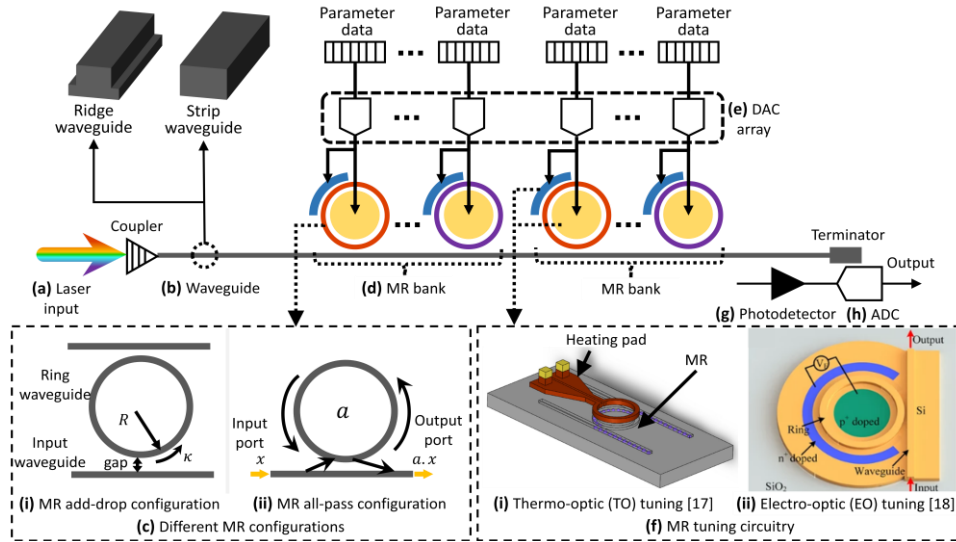 Parameter data
Parameter data
Parameter data
Parameter data
...
...
Ridge waveguide
Strip waveguide
...
...
(e) DAC array
Coupler
...
...
Terminator
Output
(a) Laser input
(b) Waveguide
(d) MR bank
MR bank
(g) Photodetector
(h) ADC
Ring waveguide
R
Input waveguide
gap
κ
(i) MR add-drop configuration
a
Input port
x
Output port
a.x
(ii) MR all-pass configuration
(c) Different MR configurations
Heating pad
MR
(i) Thermo-optic (TO) tuning [17]
Output
Ring
p⁺ doped
Si
n⁺ doped
Waveguide
SiO₂
Input
(ii) Electro-optic (EO) tuning [18]
(f) MR tuning circuitry